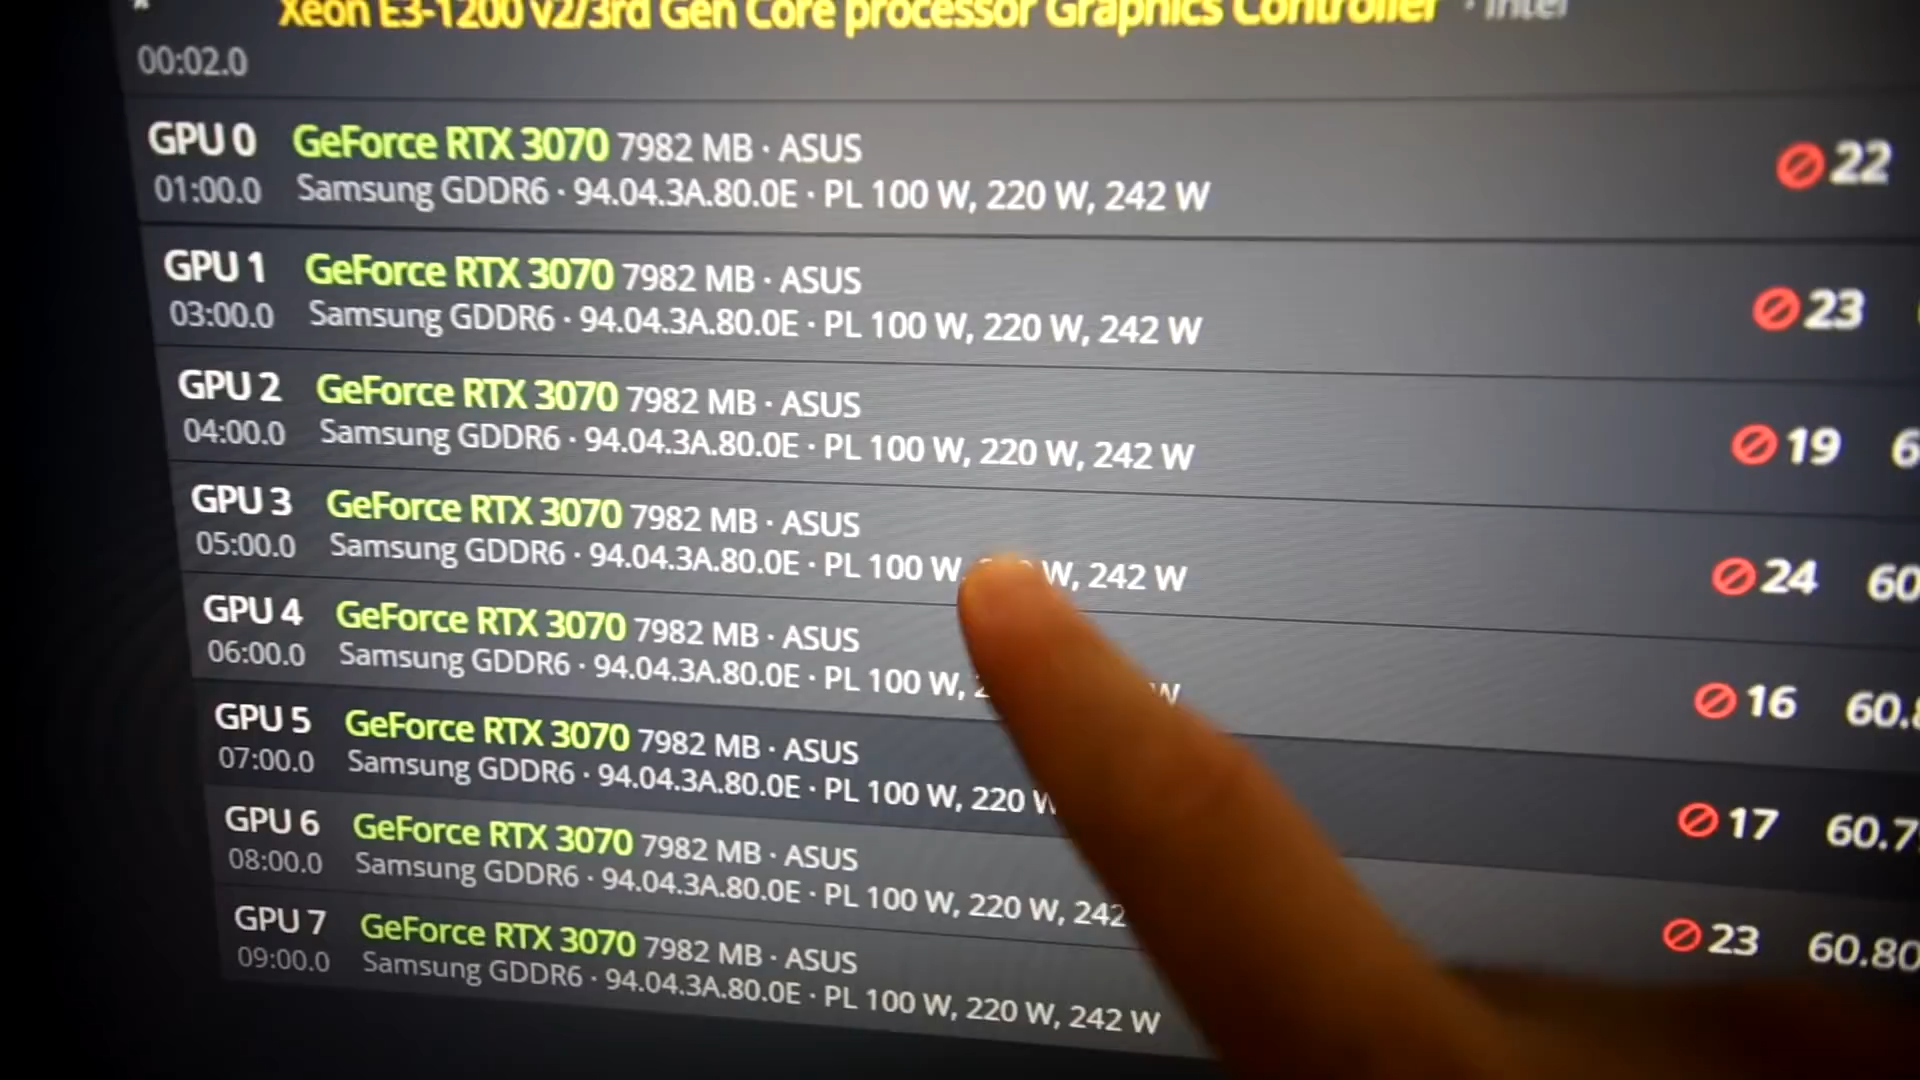 Xeon E3-1200 v2/3rd Gen Core processor Graphics Controller · Intel
00:02.0
GPU 0 GeForce RTX 3070 7982 MB · ASUS
01:00.0 Samsung GDDR6 · 94.04.3A.80.0E · PL 100 W, 220 W, 242 W
22
GPU 1 GeForce RTX 3070 7982 MB · ASUS
03:00.0 Samsung GDDR6 · 94.04.3A.80.0E · PL 100 W, 220 W, 242 W
23
GPU 2 GeForce RTX 3070 7982 MB · ASUS
04:00.0 Samsung GDDR6 · 94.04.3A.80.0E · PL 100 W, 220 W, 242 W
19 6
GPU 3 GeForce RTX 3070 7982 MB · ASUS
05:00.0 Samsung GDDR6 · 94.04.3A.80.0E · PL 100 W, W, 242 W
24 60
GPU 4 GeForce RTX 3070 7982 MB · ASUS
06:00.0 Samsung GDDR6 · 94.04.3A.80.0E · PL 100 W, W
16 60.8
GPU 5 GeForce RTX 3070 7982 MB · ASUS
07:00.0 Samsung GDDR6 · 94.04.3A.80.0E · PL 100 W, 220 W
17 60.7
GPU 6 GeForce RTX 3070 7982 MB · ASUS
08:00.0 Samsung GDDR6 · 94.04.3A.80.0E · PL 100 W, 220 W, 242
23 60.80
GPU 7 GeForce RTX 3070 7982 MB · ASUS
09:00.0 Samsung GDDR6 · 94.04.3A.80.0E · PL 100 W, 220 W, 242 W